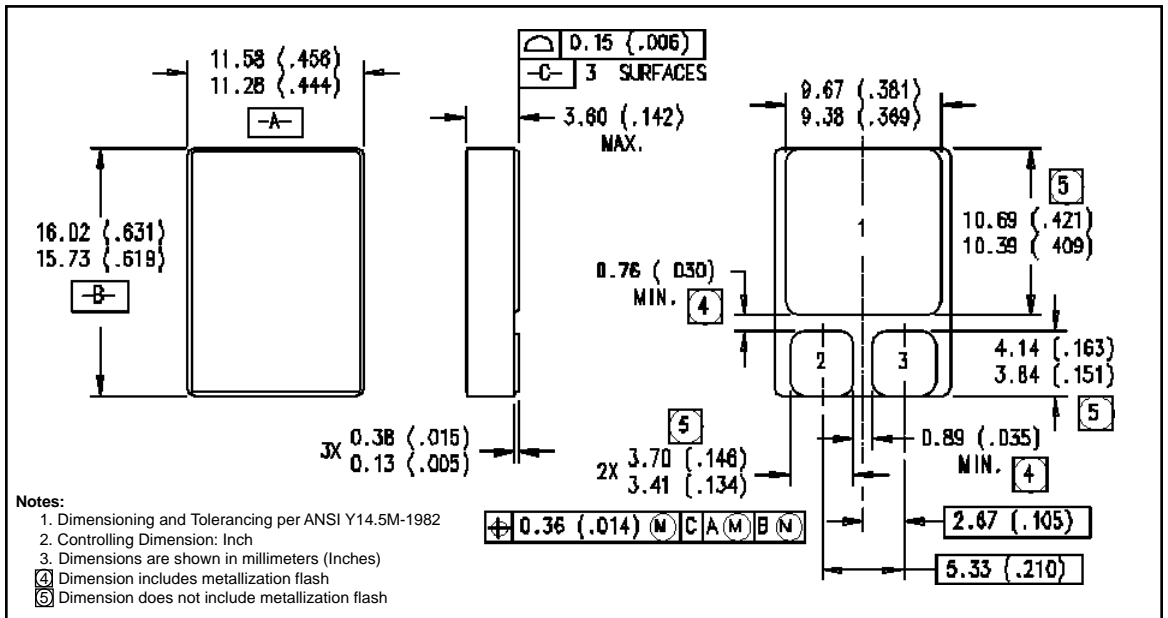 0.15 (.006)
-C- 3 SURFACES
11.58 (.456)
11.28 (.444)
-A-
3.60 (.142)
MAX.
9.67 (.381)
9.38 (.369)
16.02 (.631)
15.73 (.619)
-B-
1
5
10.69 (.421)
10.39 ( 409)
0.76 ( 030)
MIN. 4
2
3
4.14 (.163)
3.84 (.151)
5
3X 0.38 (.015)
0.13 (.005)
5
2X 3.70 (.146)
3.41 (.134)
0.89 (.035)
MIN. 4
0.36 (.014) M C A M B M
2.67 (.105)
5.33 (.210)
Notes:
1. Dimensioning and Tolerancing per ANSI Y14.5M-1982
2. Controlling Dimension: Inch
3. Dimensions are shown in millimeters (Inches)
4 Dimension includes metallization flash
5 Dimension does not include metallization flash